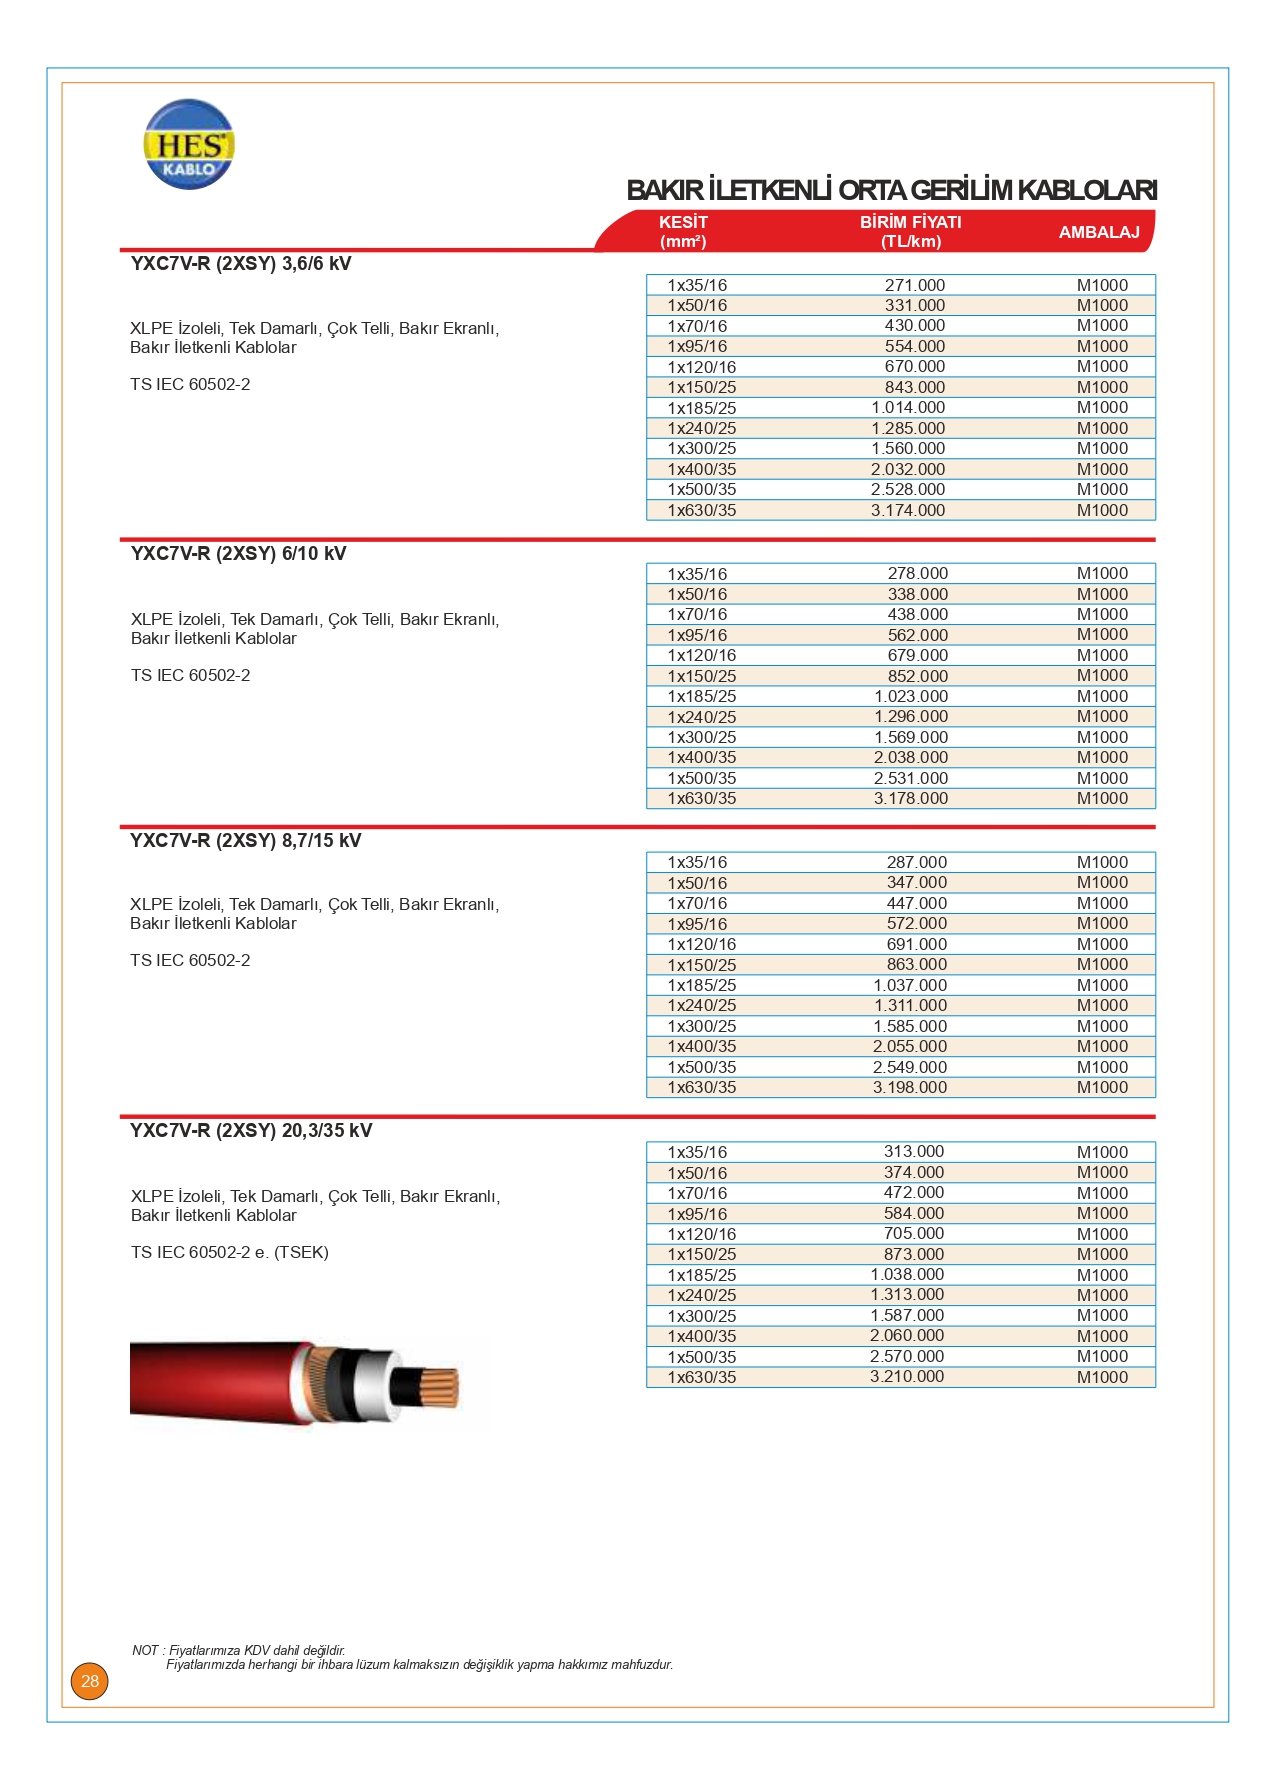 HES
KABLO
BAKIR İLETKENLİ ORTA GERİLİM KABLOLARI
KESİT (mm²) BİRİM FİYATI (TL/km) AMBALAJ
YXC7V-R (2XSY) 3,6/6 kV
XLPE İzoleli, Tek Damarlı, Çok Telli, Bakır Ekranlı,
Bakır İletkenli Kablolar
TS IEC 60502-2
1x35/16 271.000 M1000
1x50/16 331.000 M1000
1x70/16 430.000 M1000
1x95/16 554.000 M1000
1x120/16 670.000 M1000
1x150/25 843.000 M1000
1x185/25 1.014.000 M1000
1x240/25 1.285.000 M1000
1x300/25 1.560.000 M1000
1x400/35 2.032.000 M1000
1x500/35 2.528.000 M1000
1x630/35 3.174.000 M1000
YXC7V-R (2XSY) 6/10 kV
XLPE İzoleli, Tek Damarlı, Çok Telli, Bakır Ekranlı,
Bakır İletkenli Kablolar
TS IEC 60502-2
1x35/16 278.000 M1000
1x50/16 338.000 M1000
1x70/16 438.000 M1000
1x95/16 562.000 M1000
1x120/16 679.000 M1000
1x150/25 852.000 M1000
1x185/25 1.023.000 M1000
1x240/25 1.296.000 M1000
1x300/25 1.569.000 M1000
1x400/35 2.038.000 M1000
1x500/35 2.531.000 M1000
1x630/35 3.178.000 M1000
YXC7V-R (2XSY) 8,7/15 kV
XLPE İzoleli, Tek Damarlı, Çok Telli, Bakır Ekranlı,
Bakır İletkenli Kablolar
TS IEC 60502-2
1x35/16 287.000 M1000
1x50/16 347.000 M1000
1x70/16 447.000 M1000
1x95/16 572.000 M1000
1x120/16 691.000 M1000
1x150/25 863.000 M1000
1x185/25 1.037.000 M1000
1x240/25 1.311.000 M1000
1x300/25 1.585.000 M1000
1x400/35 2.055.000 M1000
1x500/35 2.549.000 M1000
1x630/35 3.198.000 M1000
YXC7V-R (2XSY) 20,3/35 kV
XLPE İzoleli, Tek Damarlı, Çok Telli, Bakır Ekranlı,
Bakır İletkenli Kablolar
TS IEC 60502-2 e. (TSEK)
1x35/16 313.000 M1000
1x50/16 374.000 M1000
1x70/16 472.000 M1000
1x95/16 584.000 M1000
1x120/16 705.000 M1000
1x150/25 873.000 M1000
1x185/25 1.038.000 M1000
1x240/25 1.313.000 M1000
1x300/25 1.587.000 M1000
1x400/35 2.060.000 M1000
1x500/35 2.570.000 M1000
1x630/35 3.210.000 M1000
NOT : Fiyatlarımıza KDV dahil değildir.
Fiyatlarımızda herhangi bir ihbara lüzum kalmaksızın değişiklik yapma hakkımız mahfuzdur.
28